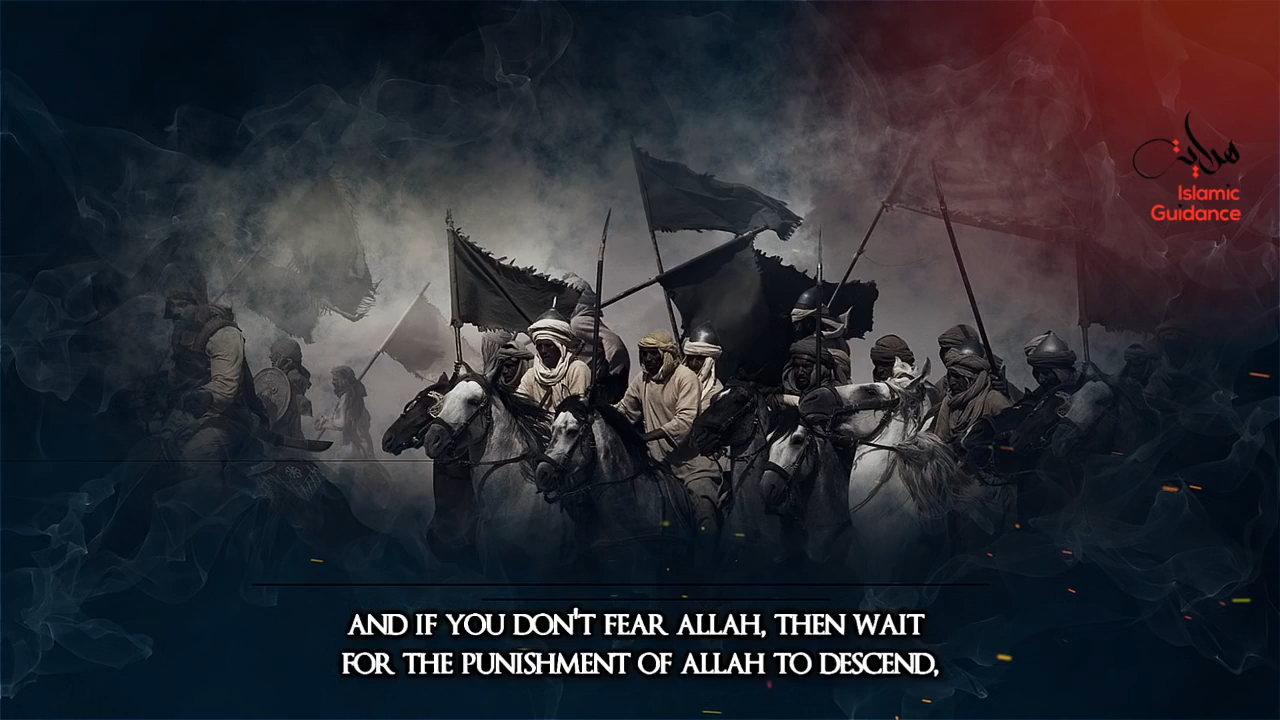 هداية
Islamic
Guidance
AND IF YOU DON'T FEAR ALLAH, THEN WAIT
FOR THE PUNISHMENT OF ALLAH TO DESCEND,